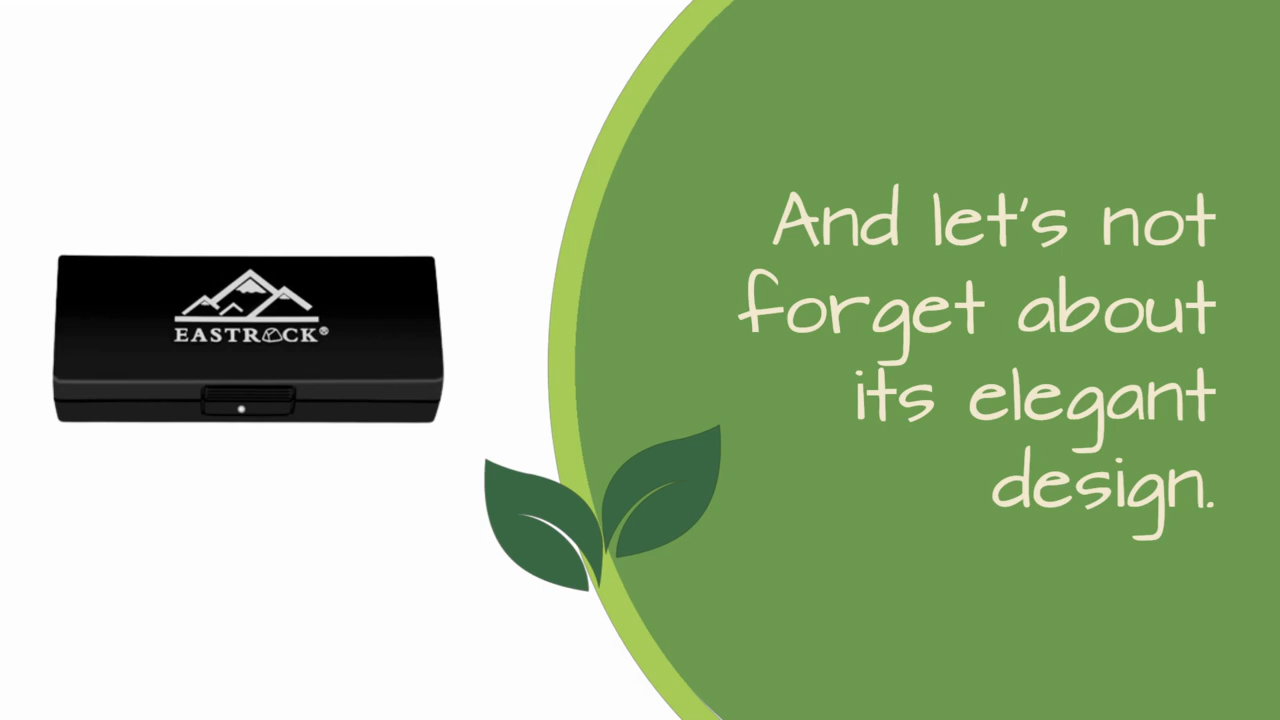 EASTROCK®
And let's not
forget about
its elegant
design.